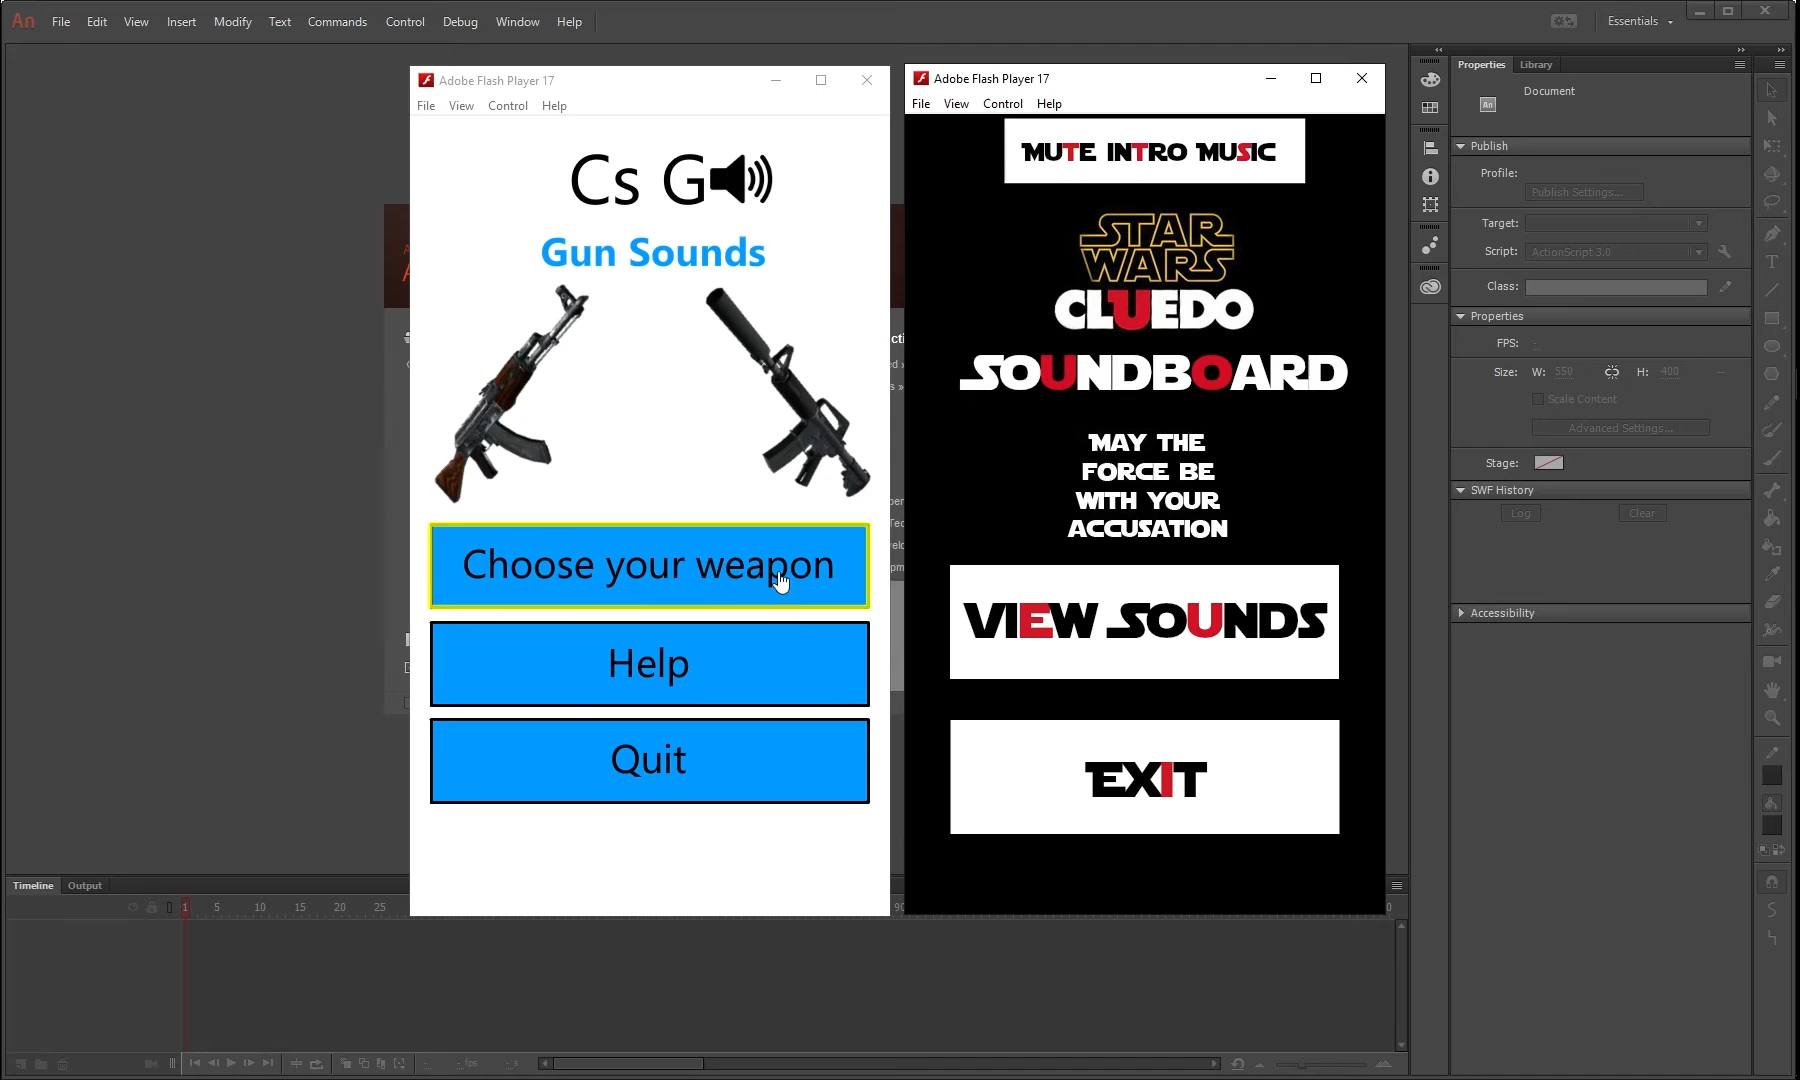 An File Edit View Insert Modify Text Commands Control Debug Window Help
Essentials
Adobe Flash Player 17
File View Control Help
Cs G
Gun Sounds
Choose your weapon
Help
Quit
Adobe Flash Player 17
File View Control Help
MUTE INTRO MUSIC
STAR
WARS
CLUEDO
SOUNDBOARD
MAY THE
FORCE BE
WITH YOUR
ACCUSATION
VIEW SOUNDS
EXIT
Properties Library
An
Document
Publish
Profile:
Publish Settings...
Target:
Script: ActionScript 3.0
Class:
Properties
FPS: -
Size: W: 550 H: 400
Scale Content
Advanced Settings...
Stage:
SWF History
Log Clear
Accessibility
Timeline Output
1 5 10 15 20 25